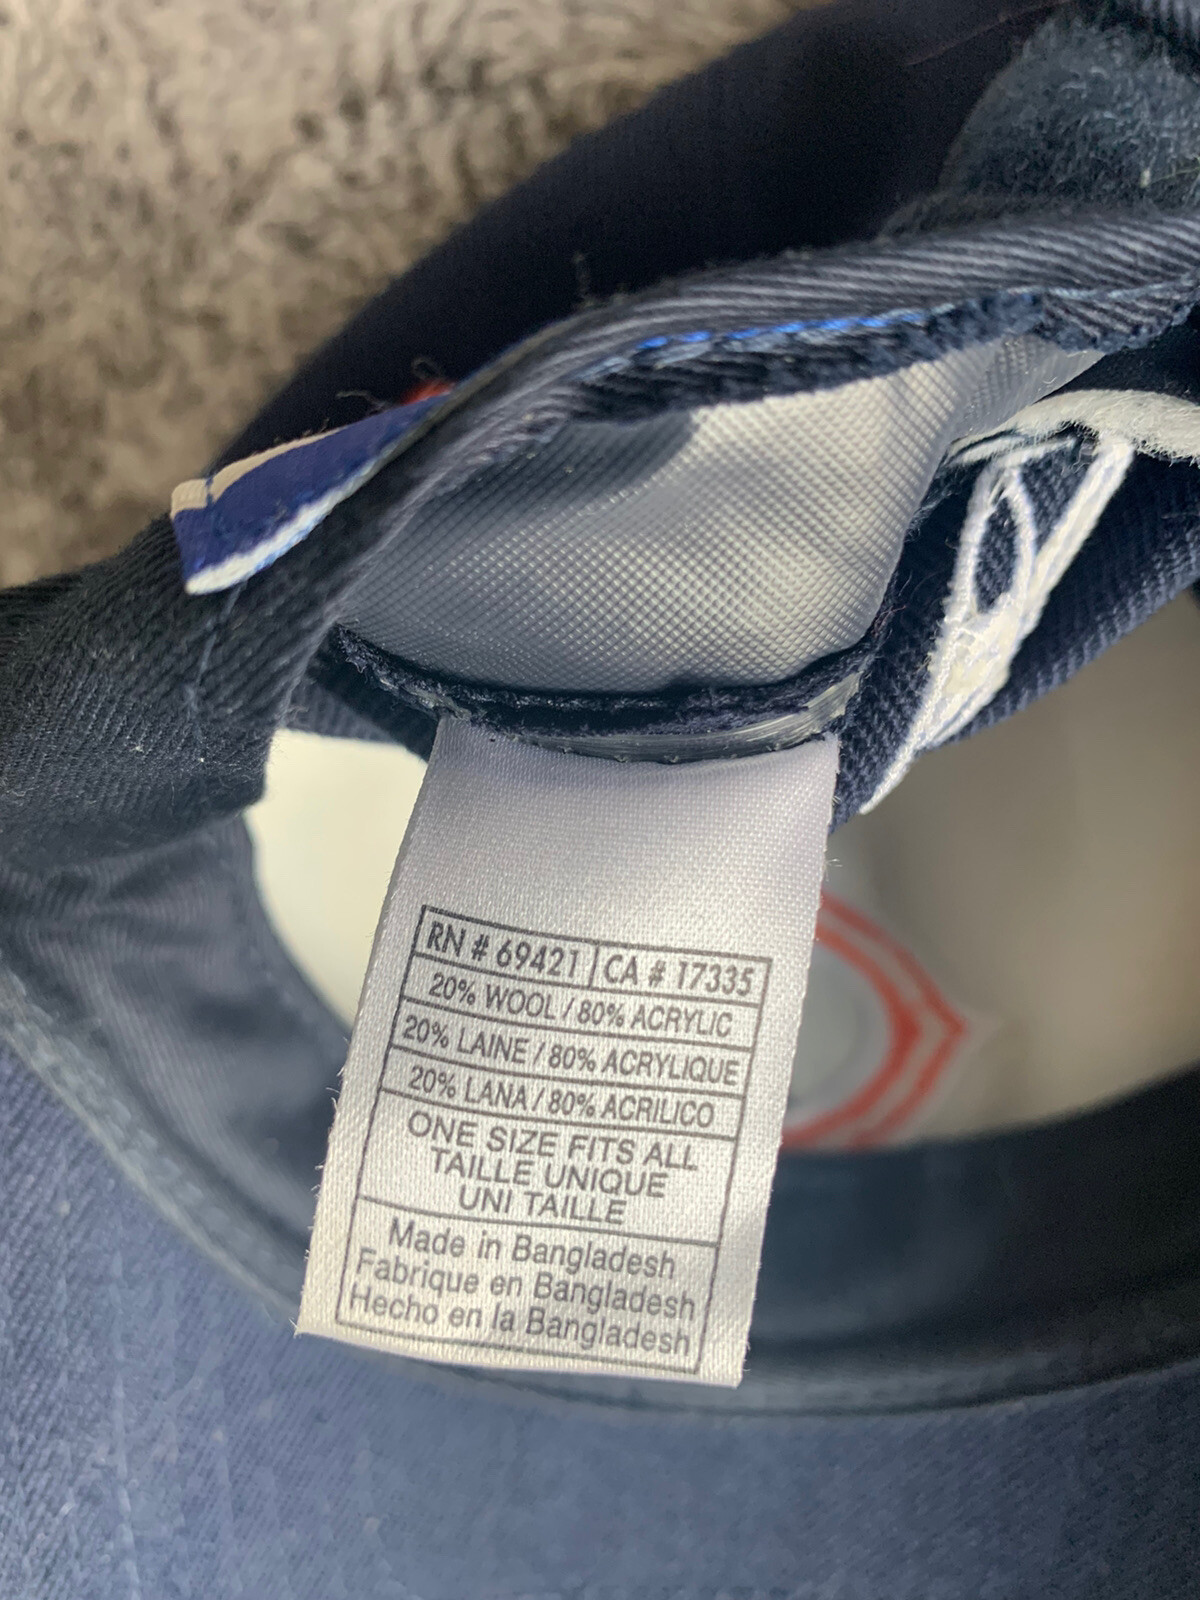 RN # 69421 CA # 17335
20% WOOL / 80% ACRYLIC
20% LAINE / 80% ACRYLIQUE
20% LANA / 80% ACRILICO
ONE SIZE FITS ALL
TAILLE UNIQUE
UNI TAILLE
Made in Bangladesh
Fabrique en Bangladesh
Hecho en la Bangladesh